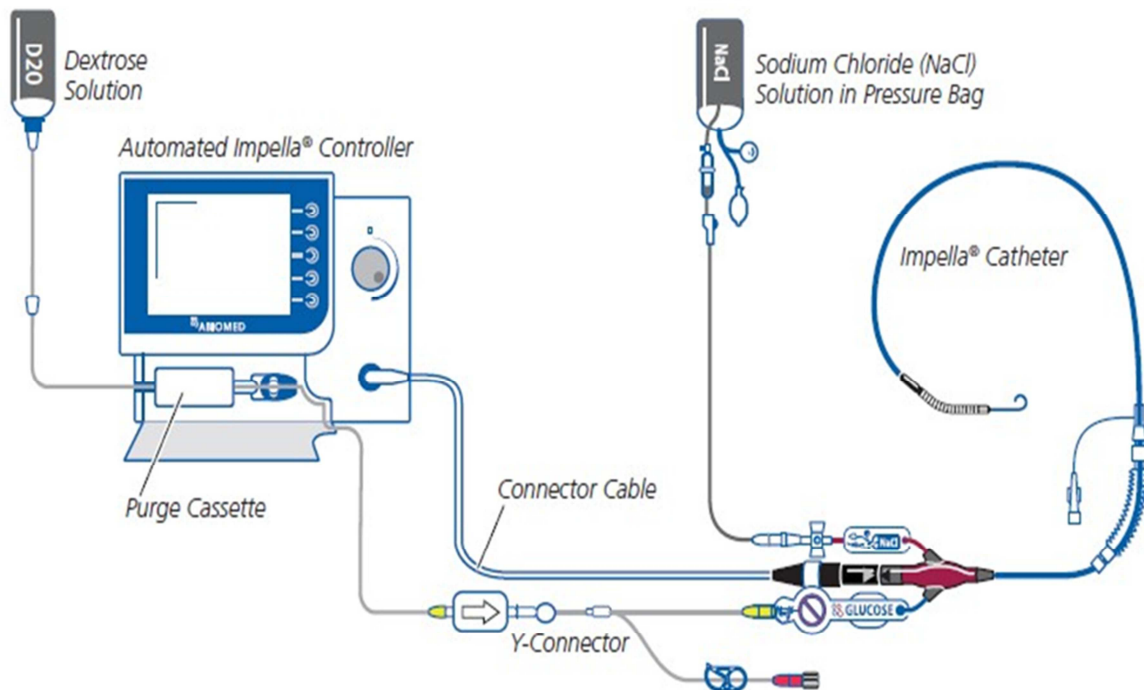 D20
Dextrose
Solution
Automated Impella® Controller
ABIOMED
Purge Cassette
Connector Cable
Y-Connector
NaCl
Sodium Chloride (NaCl)
Solution in Pressure Bag
Impella® Catheter
NaCl
GLUCOSE